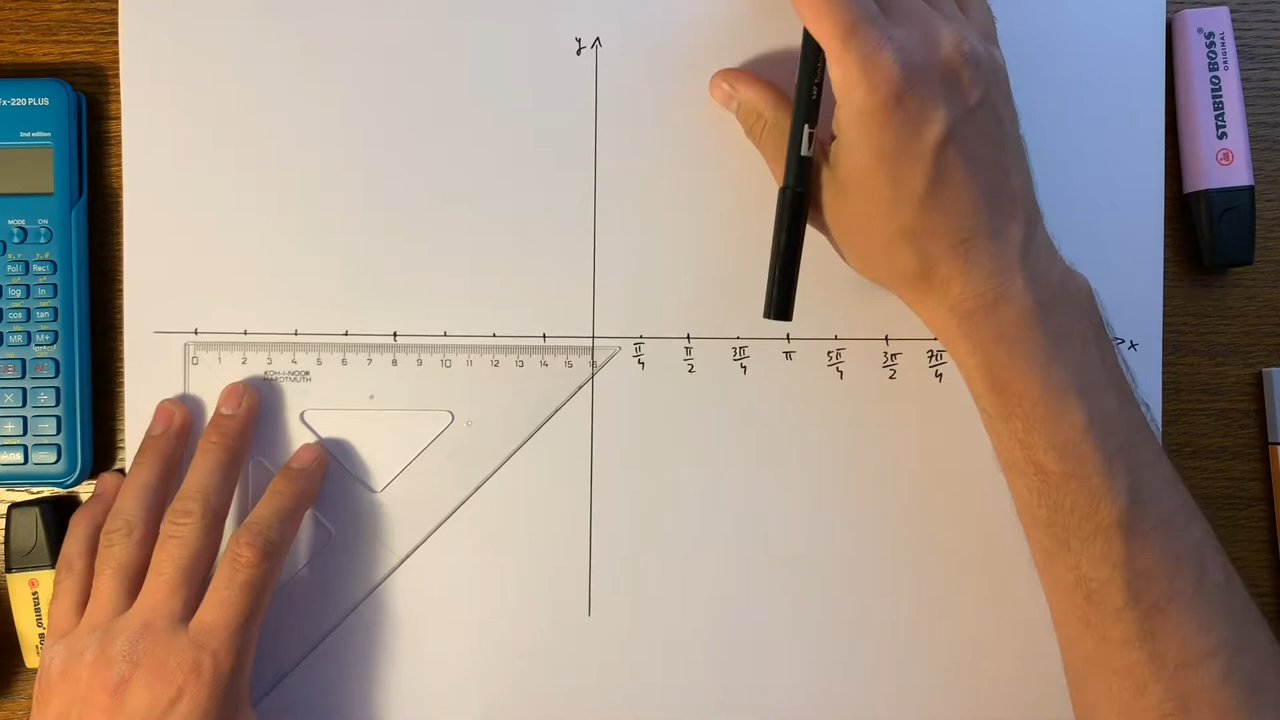 fx-220 PLUS
2nd edition
MODE ON
Pol( Rec(
log ln
cos tan
MR M+
DEL AC
× ÷
+ −
Ans =
y
x
π/4 π/2 3π/4 π 5π/4 3π/2 7π/4
0 1 2 3 4 5 6 7 8 9 10 11 12 13 14 15 16
KOH-I-NOOR
HARDTMUTH
STABILO BOSS
ORIGINAL
STABILO